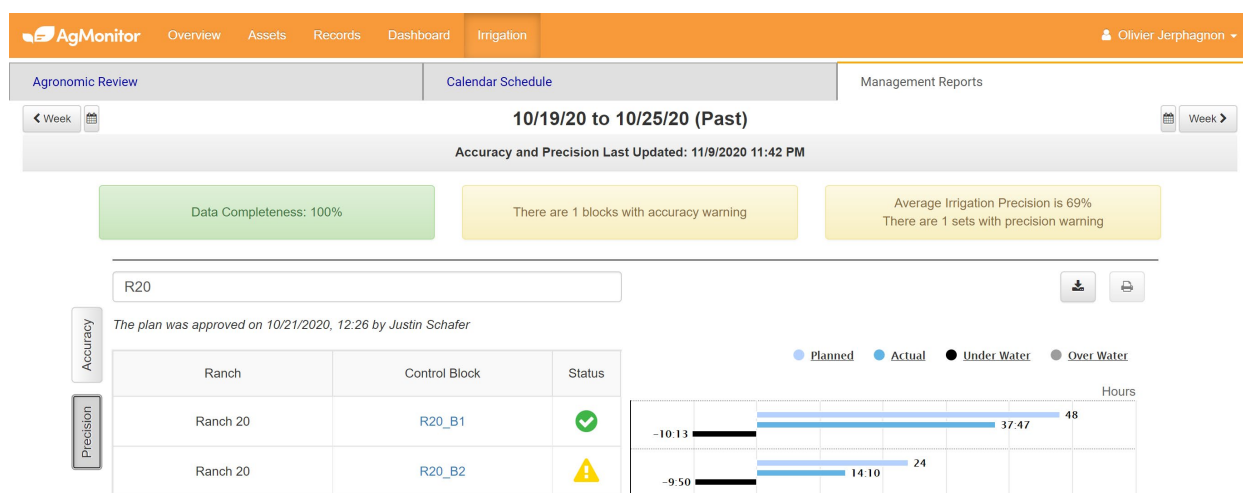 AgMonitor Overview Assets Records Dashboard Irrigation Olivier Jerphagnon
Agronomic Review Calendar Schedule Management Reports
Week 10/19/20 to 10/25/20 (Past) Week
Accuracy and Precision Last Updated: 11/9/2020 11:42 PM
Data Completeness: 100%
There are 1 blocks with accuracy warning
Average Irrigation Precision is 69%
There are 1 sets with precision warning
R20
The plan was approved on 10/21/2020, 12:26 by Justin Schafer
Accuracy
Precision
Planned Actual Under Water Over Water
Ranch Control Block Status
Hours
Ranch 20 R20_B1
48
37:47
-10:13
Ranch 20 R20_B2
24
14:10
-9:50